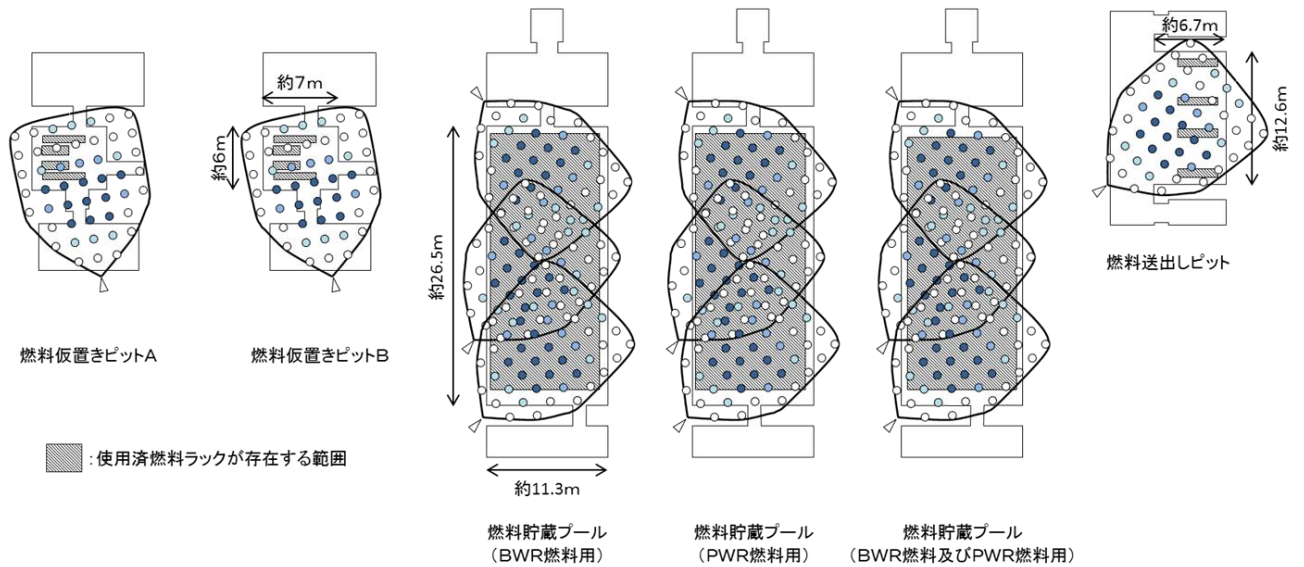 約7m
約6m
燃料仮置きピットA
燃料仮置きピットB
:使用済燃料ラックが存在する範囲
約26.5m
約11.3m
燃料貯蔵プール
(BWR燃料用)
燃料貯蔵プール
(PWR燃料用)
燃料貯蔵プール
(BWR燃料及びPWR燃料用)
約6.7m
約12.6m
燃料送出しピット